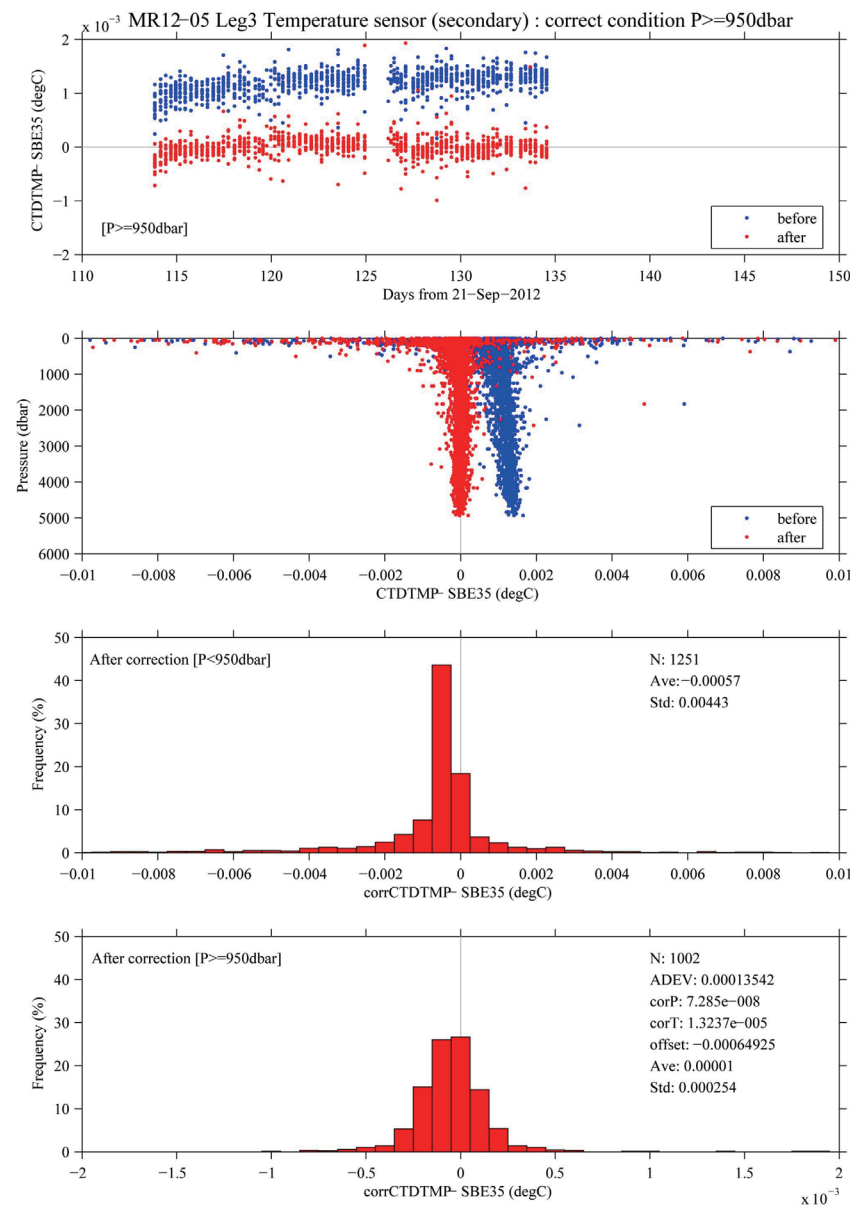 MR12−05 Leg3 Temperature sensor (secondary) : correct condition P>=950dbar
x 10⁻³
2
1
0
−1
−2
CTDTMP− SBE35 (degC)
[P>=950dbar]
before
after
110 115 120 125 130 135 140 145 150
Days from 21−Sep−2012
0
1000
2000
3000
4000
5000
6000
Pressure (dbar)
before
after
−0.01 −0.008 −0.006 −0.004 −0.002 0 0.002 0.004 0.006 0.008 0.01
CTDTMP− SBE35 (degC)
50
40
30
20
10
0
Frequency (%)
After correction [P<950dbar]
N: 1251
Ave:−0.00057
Std: 0.00443
−0.01 −0.008 −0.006 −0.004 −0.002 0 0.002 0.004 0.006 0.008 0.01
corrCTDTMP− SBE35 (degC)
50
40
30
20
10
0
Frequency (%)
After correction [P>=950dbar]
N: 1002
ADEV: 0.00013542
corP: 7.285e−008
corT: 1.3237e−005
offset: −0.00064925
Ave: 0.00001
Std: 0.000254
−2 −1.5 −1 −0.5 0 0.5 1 1.5 2
corrCTDTMP− SBE35 (degC)
x 10⁻³